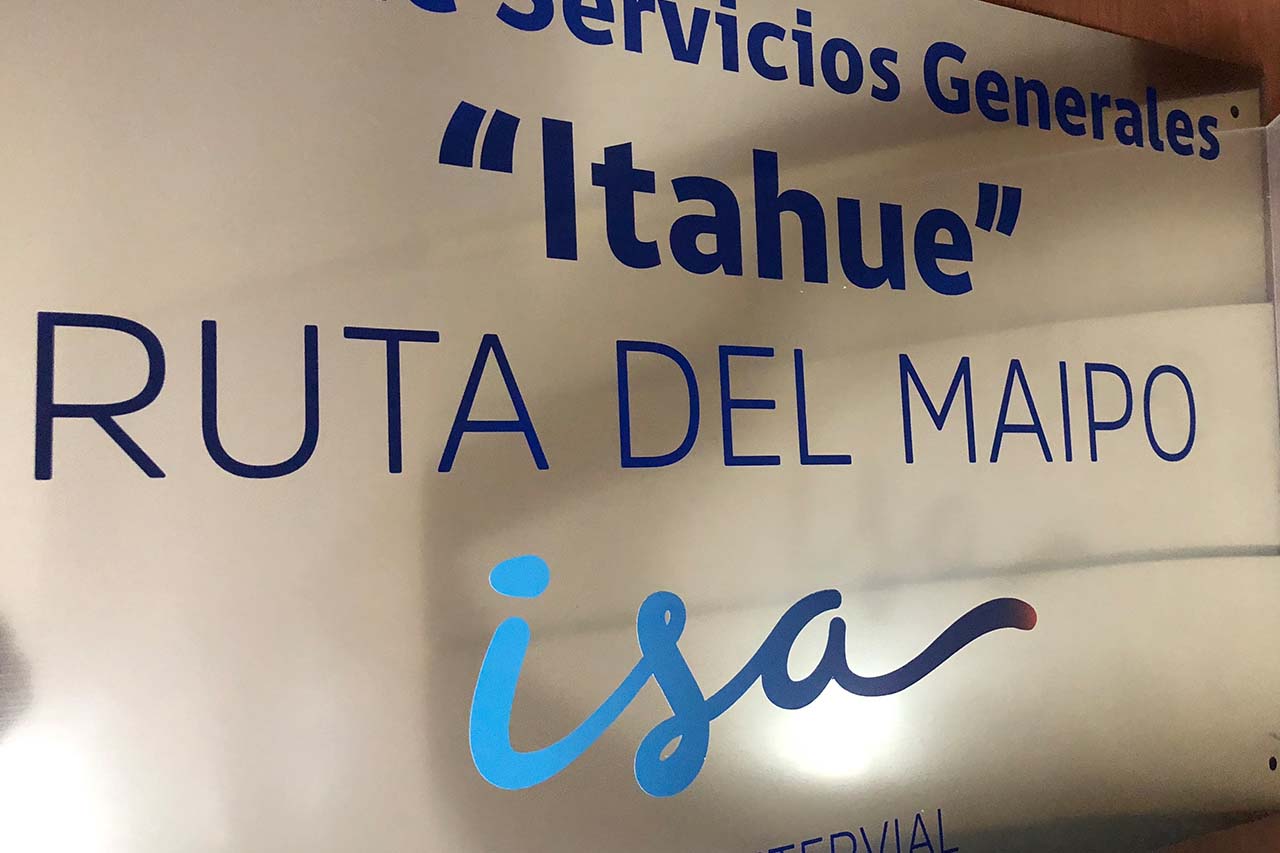 Servicios Generales
“Itahue”
RUTA DEL MAIPO
isa